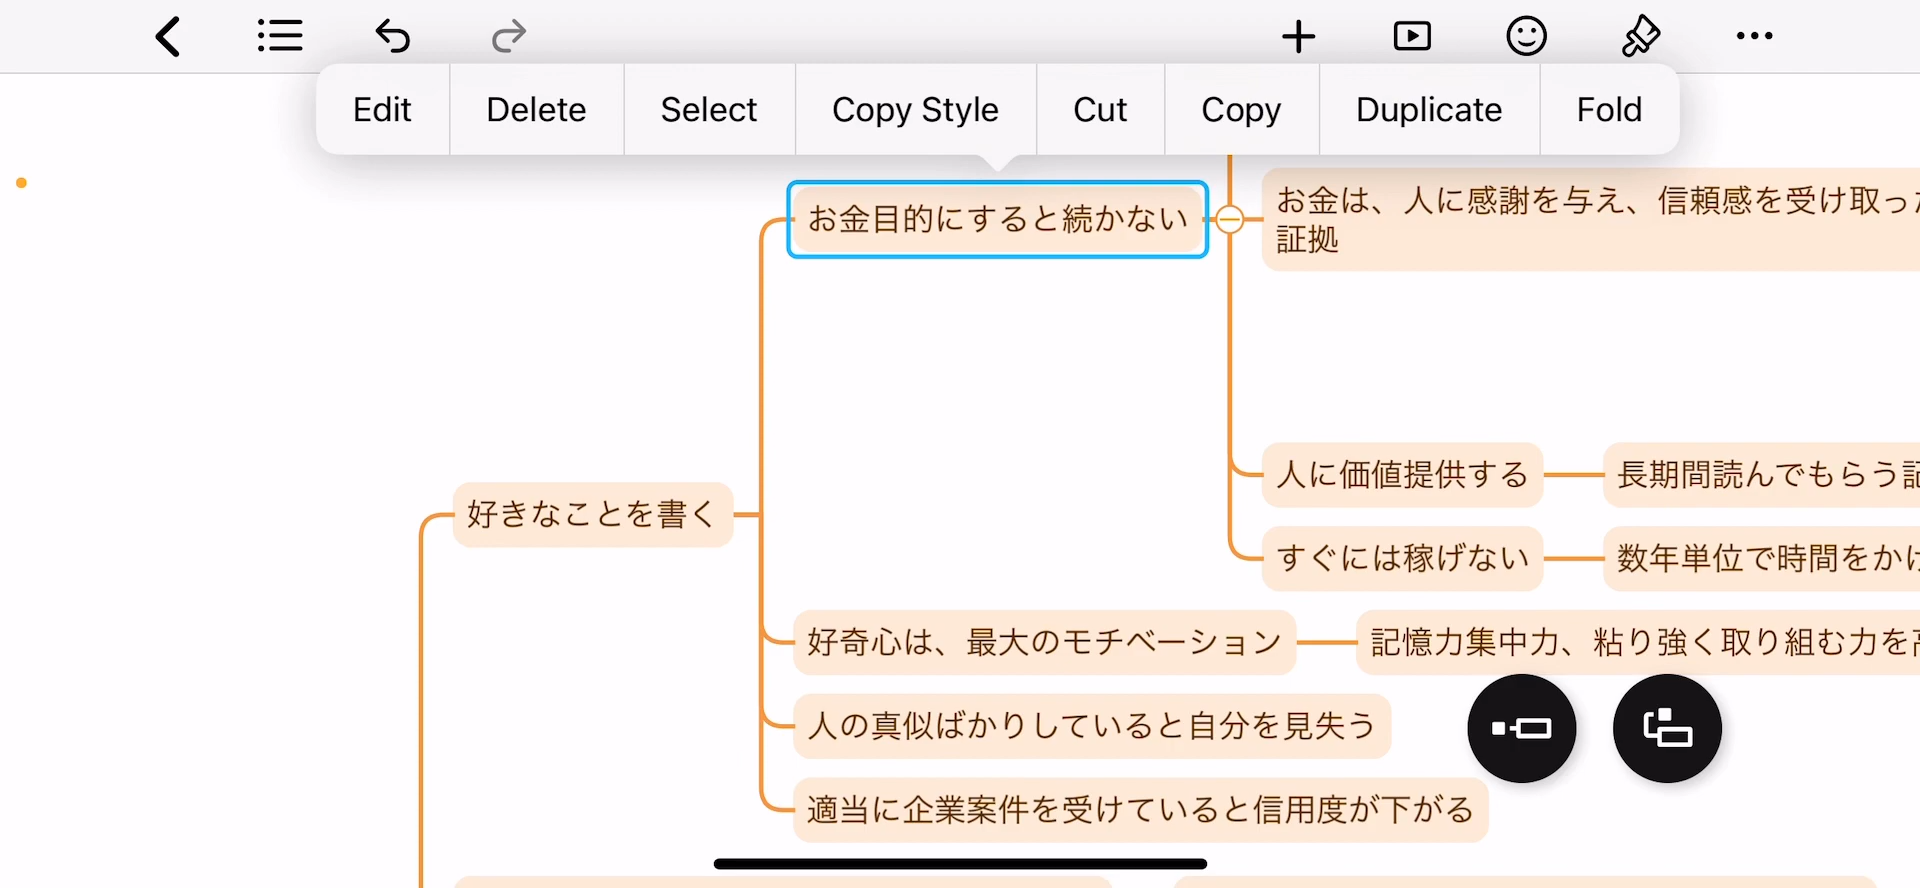 Edit Delete Select Copy Style Cut Copy Duplicate Fold
お金目的にすると続かない
お金は、人に感謝を与え、信頼感を受け取った
証拠
人に価値提供する
長期間読んでもらう
すぐには稼げない
数年単位で時間をか
好きなことを書く
好奇心は、最大のモチベーション
記憶力集中力、粘り強く取り組む力を
人の真似ばかりしていると自分を見失う
適当に企業案件を受けていると信用度が下がる